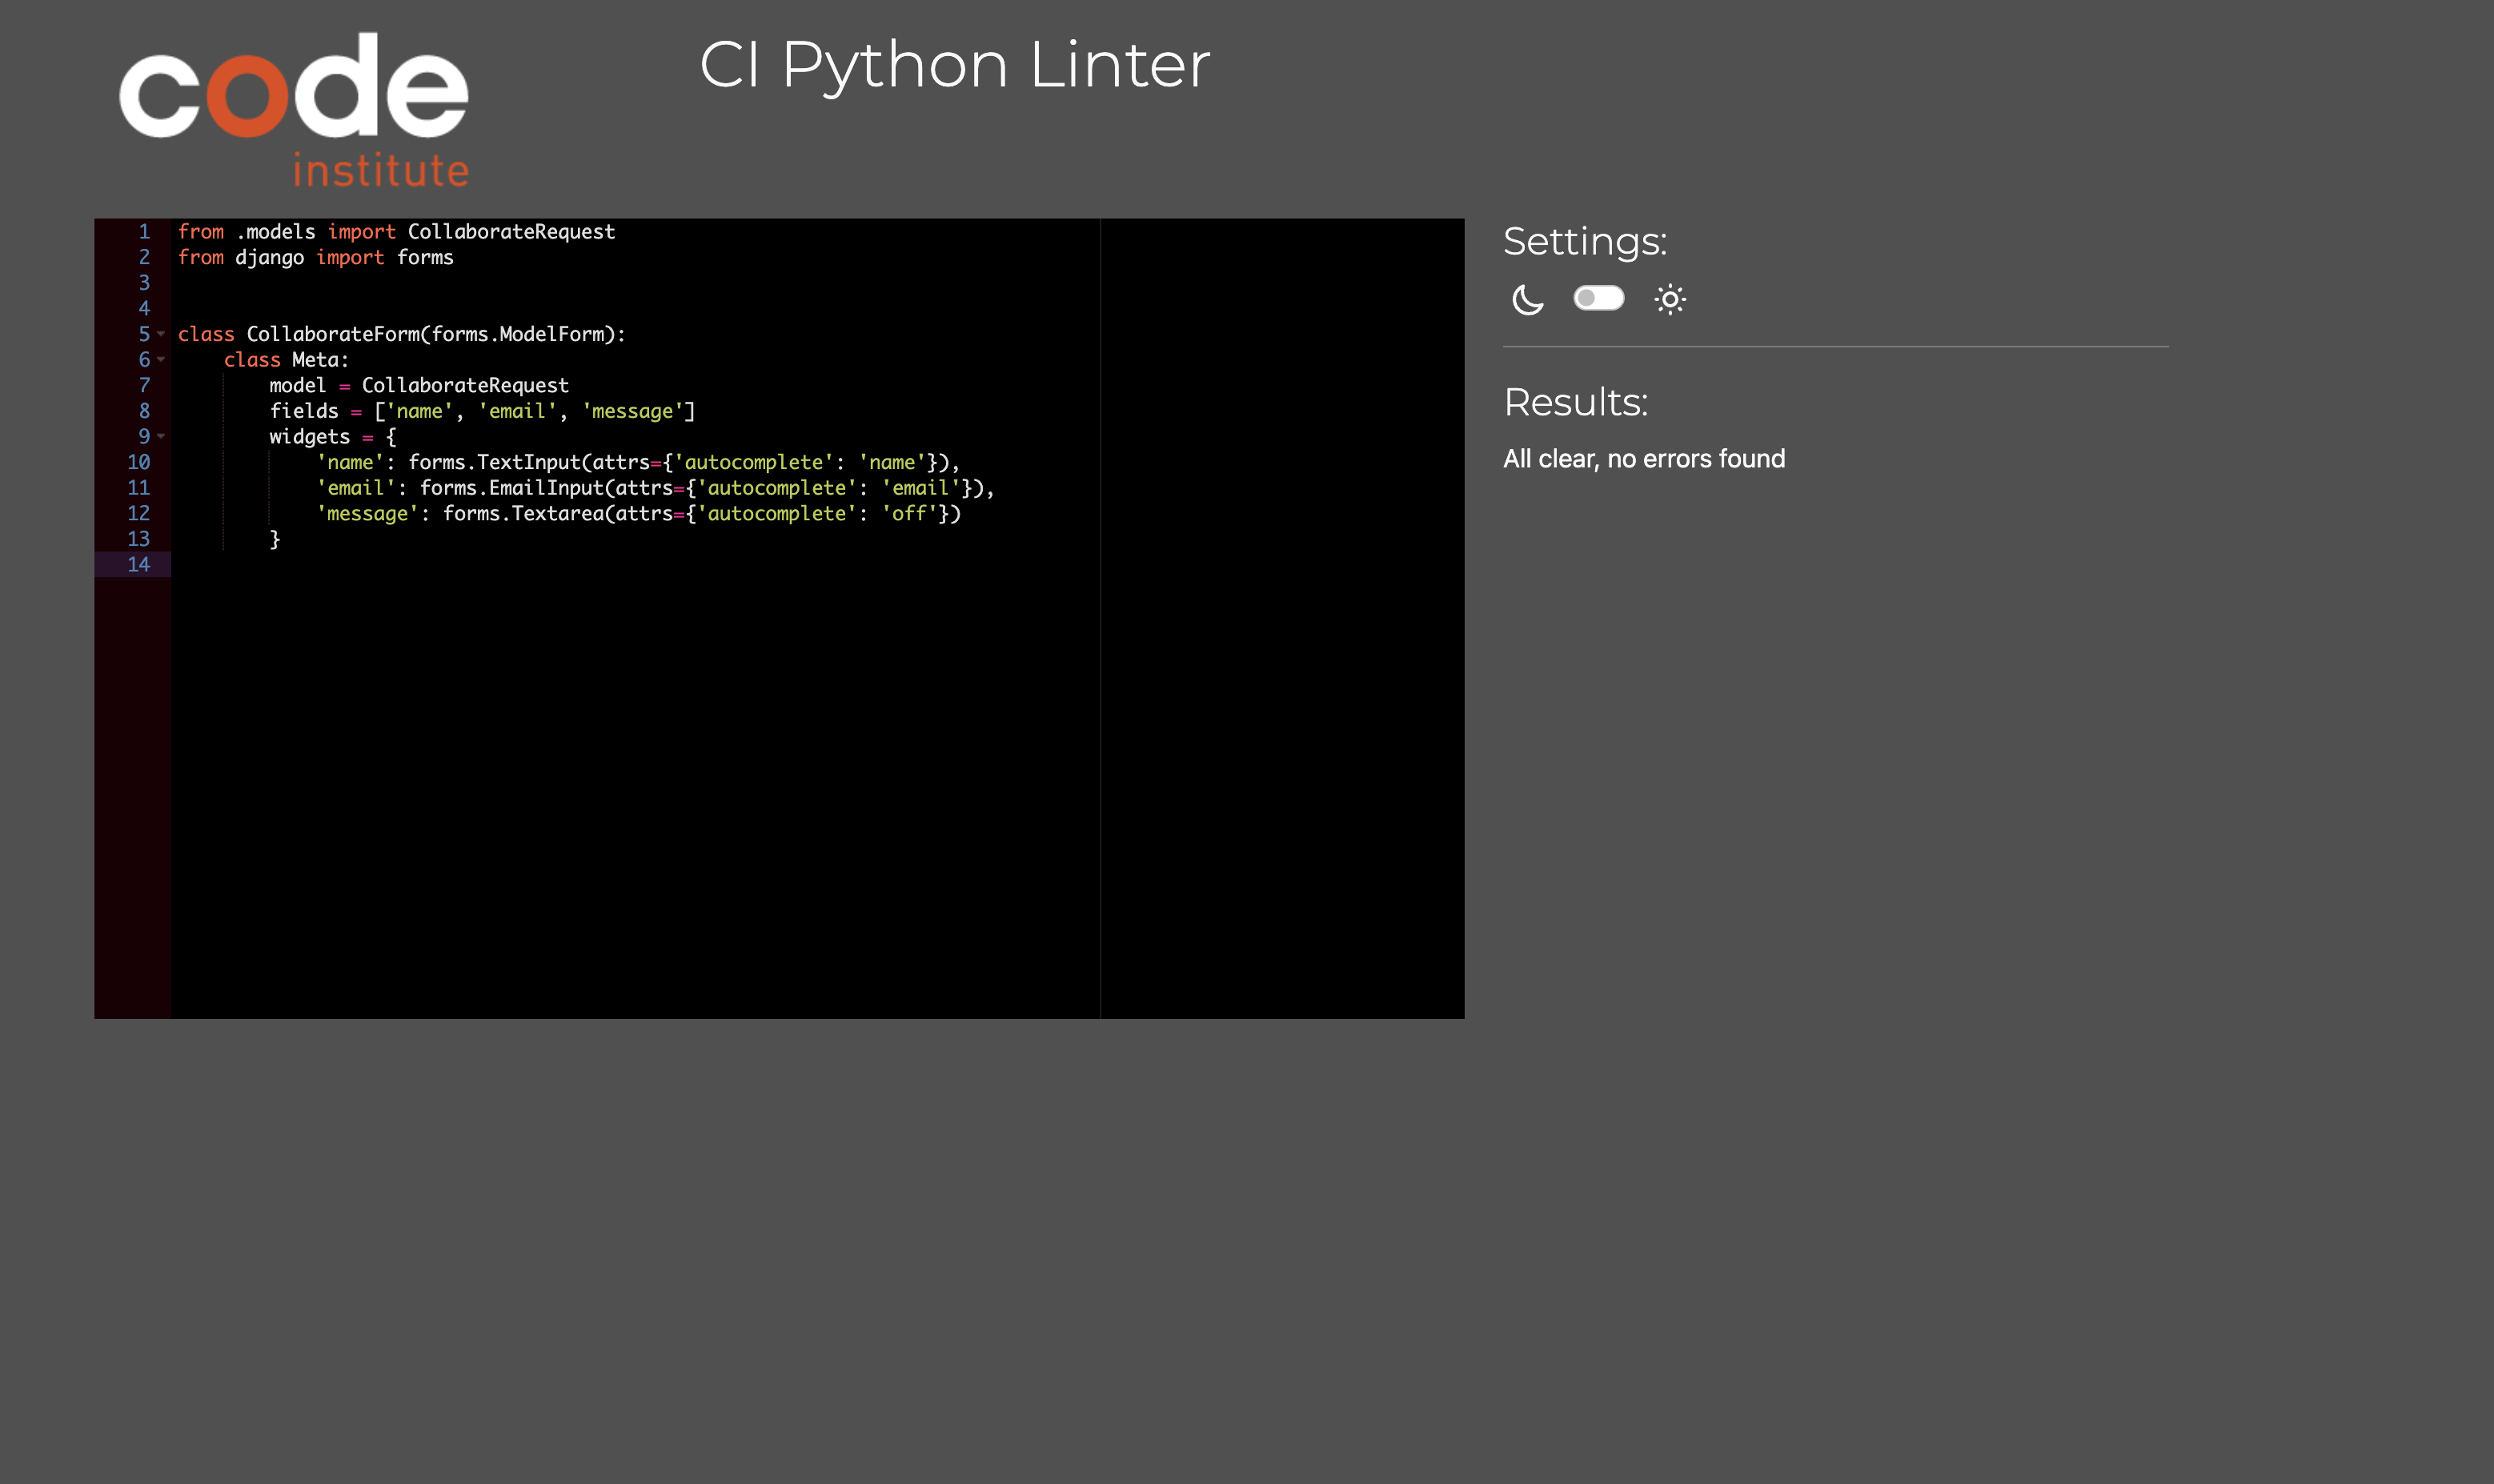 code
institute
CI Python Linter
1 from .models import CollaborateRequest
2 from django import forms
3
4
5 class CollaborateForm(forms.ModelForm):
6     class Meta:
7         model = CollaborateRequest
8         fields = ['name', 'email', 'message']
9         widgets = {
10             'name': forms.TextInput(attrs={'autocomplete': 'name'}),
11             'email': forms.EmailInput(attrs={'autocomplete': 'email'}),
12             'message': forms.Textarea(attrs={'autocomplete': 'off'})
13         }
14
Settings:
Results:
All clear, no errors found